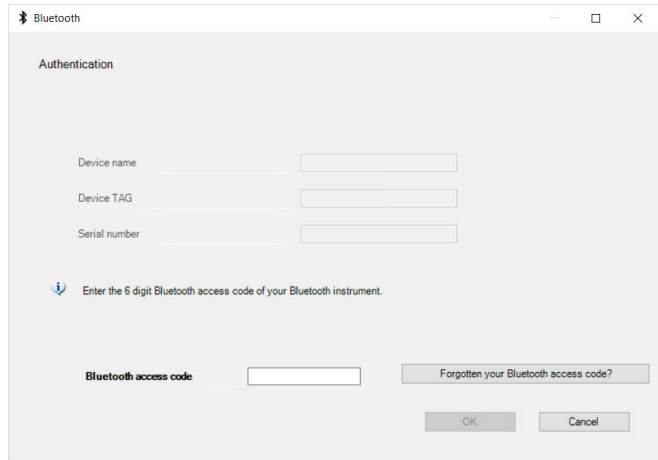 Bluetooth
Authentication
Device name
Device TAG
Serial number
Enter the 6 digit Bluetooth access code of your Bluetooth instrument.
Bluetooth access code
Forgotten your Bluetooth access code?
OK
Cancel